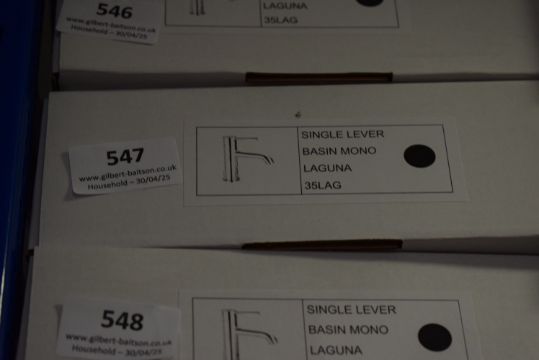 546
www.gilbert-baitson.co.uk
Household – 30/04/25
LAGUNA
35LAG
547
www.gilbert-baitson.co.uk
Household – 30/04/25
SINGLE LEVER
BASIN MONO
LAGUNA
35LAG
548
www.gilbert-baitson.co.uk
Household – 30/04/25
SINGLE LEVER
BASIN MONO
LAGUNA